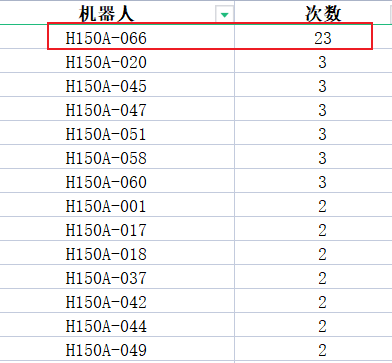 机器人 次数
H150A-066 23
H150A-020 3
H150A-045 3
H150A-047 3
H150A-051 3
H150A-058 3
H150A-060 3
H150A-001 2
H150A-017 2
H150A-018 2
H150A-037 2
H150A-042 2
H150A-044 2
H150A-049 2